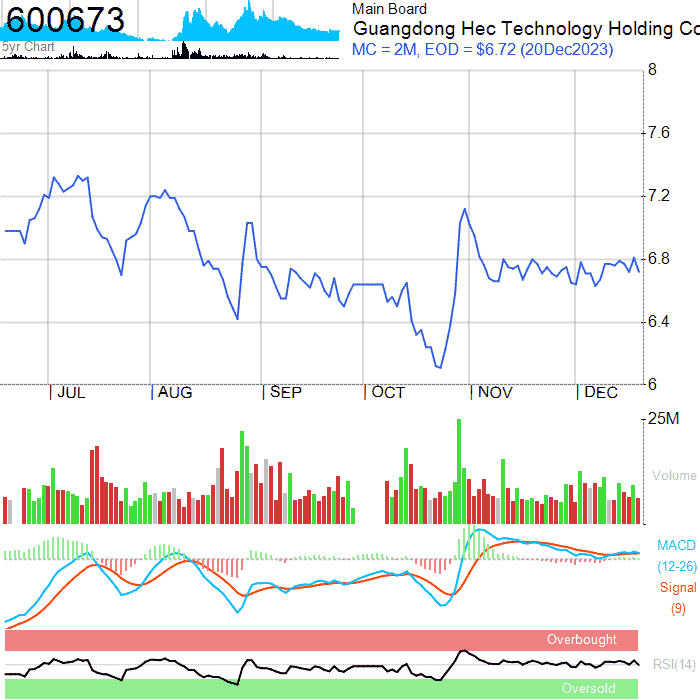 600673
5yr Chart
Main Board
Guangdong Hec Technology Holding Co
MC = 2M, EOD = $6.72 (20Dec2023)
8
7.6
7.2
6.8
6.4
6
JUL
AUG
SEP
OCT
NOV
DEC
25M
Volume
MACD
(12-26)
Signal
(9)
Overbought
RSI(14)
Oversold